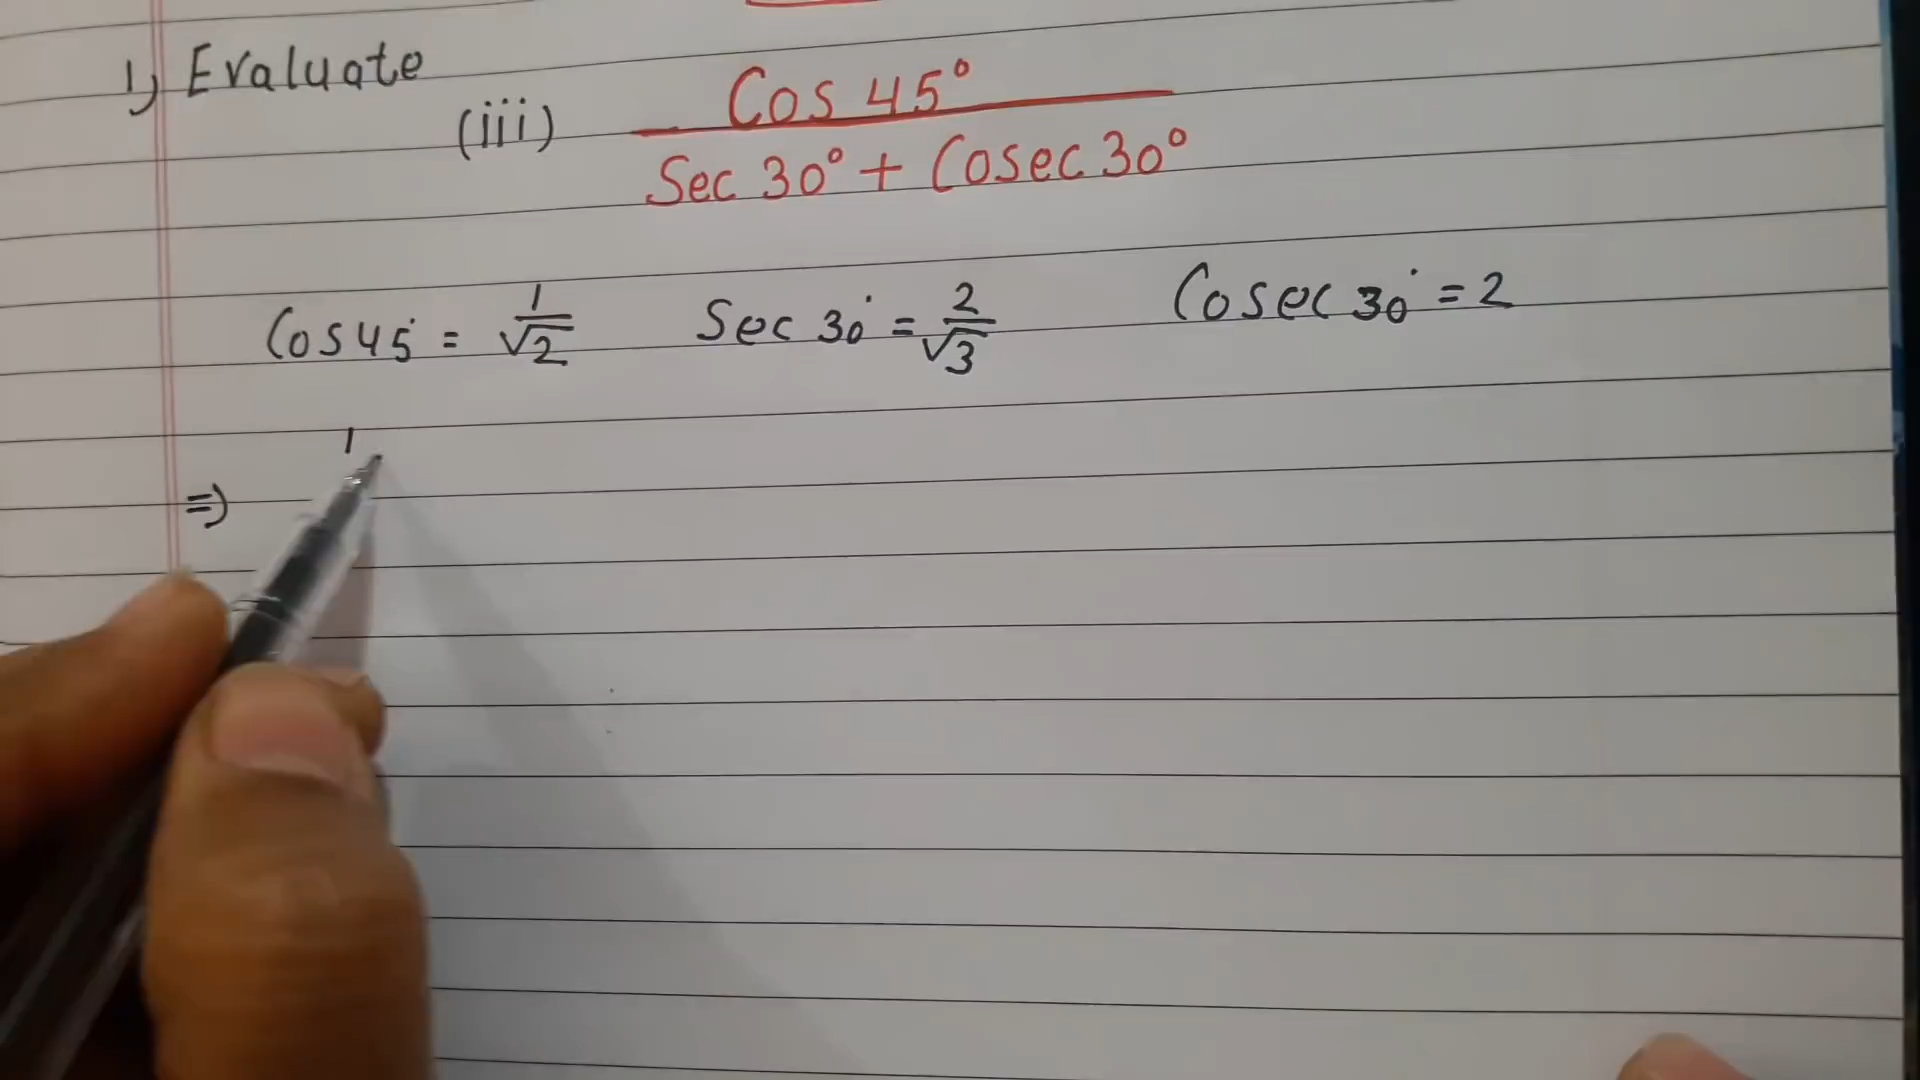 1) Evaluate
(iii) Cos 45°
Sec 30° + Cosec 30°
Cos 45° = 1/√2 Sec 30° = 2/√3 Cosec 30° = 2
⇒ 1